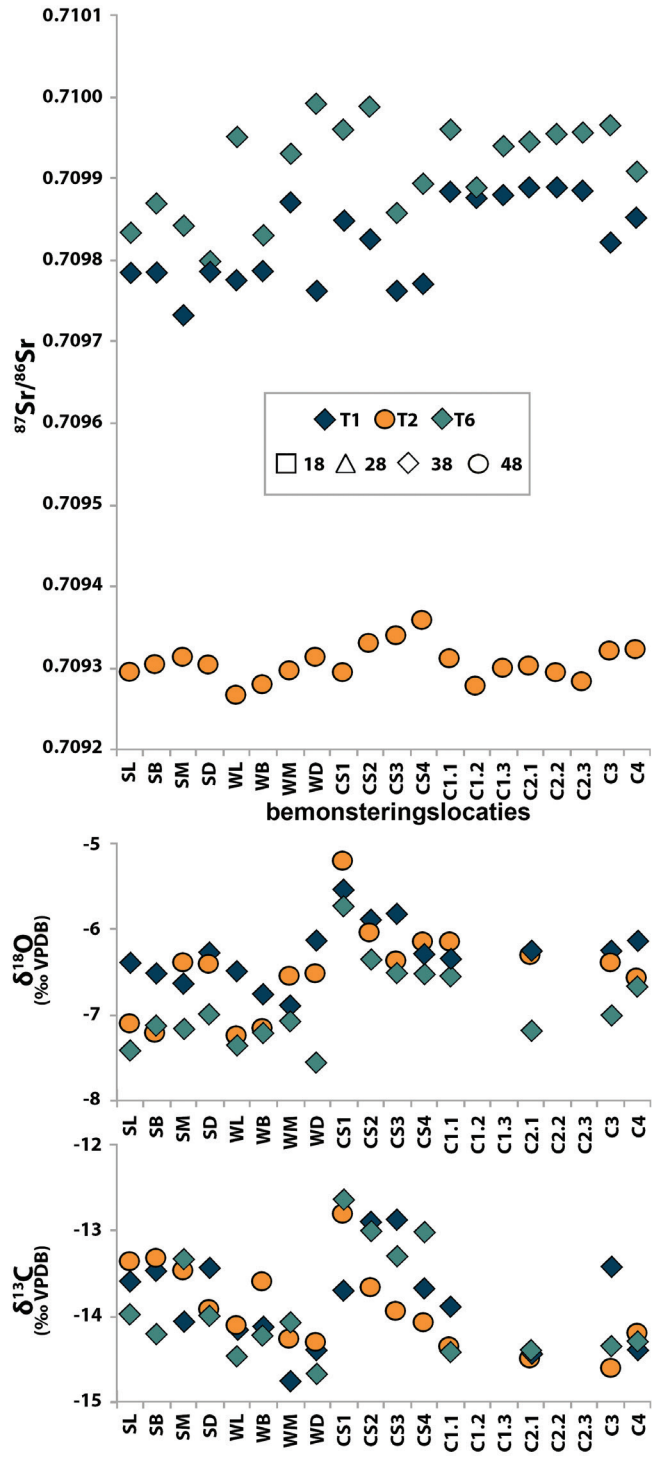 0.7101
0.7100
0.7099
0.7098
0.7097
0.7096
0.7095
0.7094
0.7093
0.7092
⁸⁷Sr/⁸⁶Sr
T1 T2 T6
18 28 38 48
SL SB SM SD WL WB WM WD CS1 CS2 CS3 CS4 C1.1 C1.2 C1.3 C2.1 C2.2 C2.3 C3 C4
bemonsteringslocaties
-5
-6
-7
-8
δ¹⁸O
(‰ VPDB)
SL SB SM SD WL WB WM WD CS1 CS2 CS3 CS4 C1.1 C1.2 C1.3 C2.1 C2.2 C2.3 C3 C4
-12
-13
-14
-15
δ¹³C
(‰ VPDB)
SL SB SM SD WL WB WM WD CS1 CS2 CS3 CS4 C1.1 C1.2 C1.3 C2.1 C2.2 C2.3 C3 C4